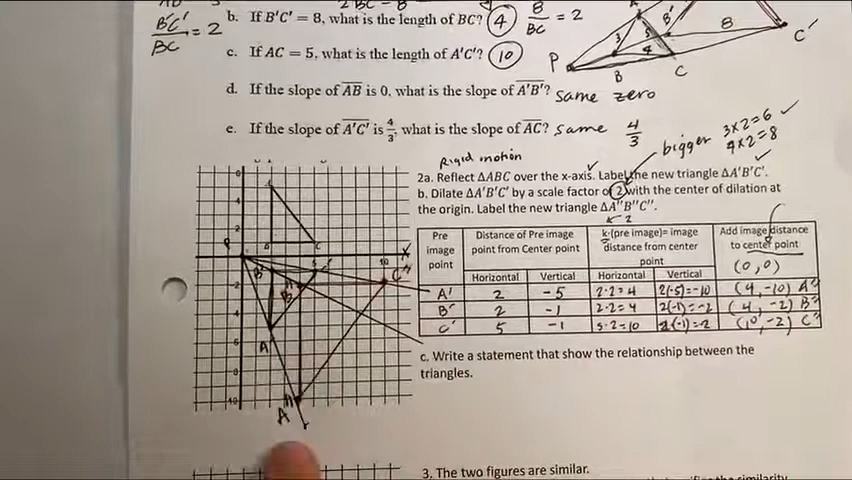 B'C' = 2
BC
b. If B'C' = 8, what is the length of BC? 4 8/BC = 2
c. If AC = 5, what is the length of A'C'? 10
d. If the slope of AB is 0, what is the slope of A'B'? same zero
e. If the slope of A'C' is 4/3, what is the slope of AC? same 4/3
bigger 3x2=6
4x2=8
P B C B' C' 3 5 4 8
Rigid motion
2a. Reflect ΔABC over the x-axis. Label the new triangle ΔA'B'C'.
b. Dilate ΔA'B'C' by a scale factor of 2 with the center of dilation at
the origin. Label the new triangle ΔA''B''C''.
Pre image point
Distance of Pre image point from Center point
k·(pre image)= image distance from center point
Add image distance to center point
(0,0)
Horizontal Vertical Horizontal Vertical
A' 2 -5 2·2=4 2(-5)=-10 (4,-10) A''
B' 2 -1 2·2=4 2(-1)=-2 (4,-2) B''
C' 5 -1 5·2=10 2(-1)=-2 (10,-2) C''
c. Write a statement that show the relationship between the
triangles.
3. The two figures are similar.